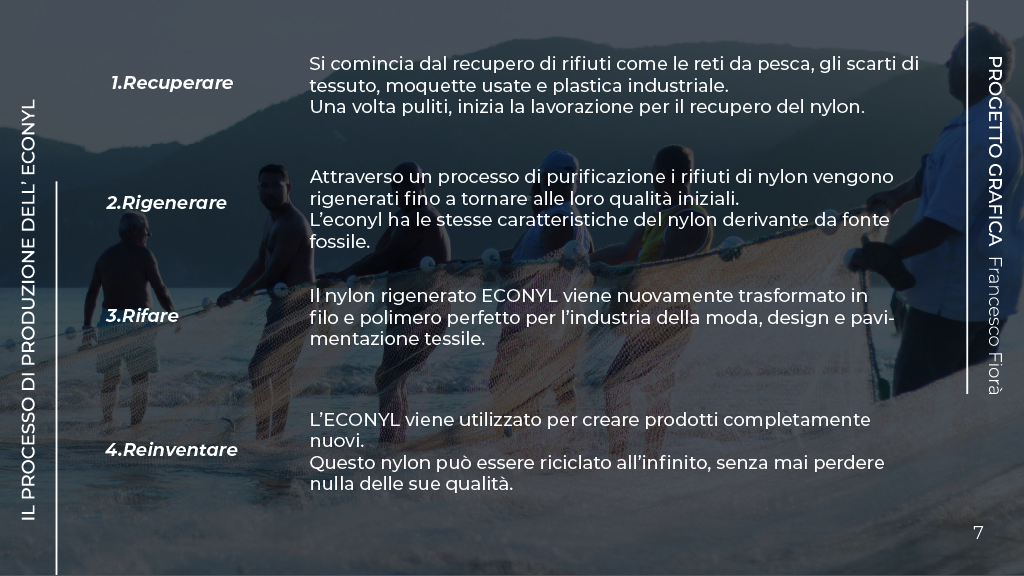 IL PROCESSO DI PRODUZIONE DELL' ECONYL
1.Recuperare
Si comincia dal recupero di rifiuti come le reti da pesca, gli scarti di
tessuto, moquette usate e plastica industriale.
Una volta puliti, inizia la lavorazione per il recupero del nylon.
2.Rigenerare
Attraverso un processo di purificazione i rifiuti di nylon vengono
rigenerati fino a tornare alle loro qualità iniziali.
L'econyl ha le stesse caratteristiche del nylon derivante da fonte
fossile.
3.Rifare
Il nylon rigenerato ECONYL viene nuovamente trasformato in
filo e polimero perfetto per l'industria della moda, design e pavi-
mentazione tessile.
4.Reinventare
L'ECONYL viene utilizzato per creare prodotti completamente
nuovi.
Questo nylon può essere riciclato all'infinito, senza mai perdere
nulla delle sue qualità.
PROGETTO GRAFICA Francesco Fiorà
7